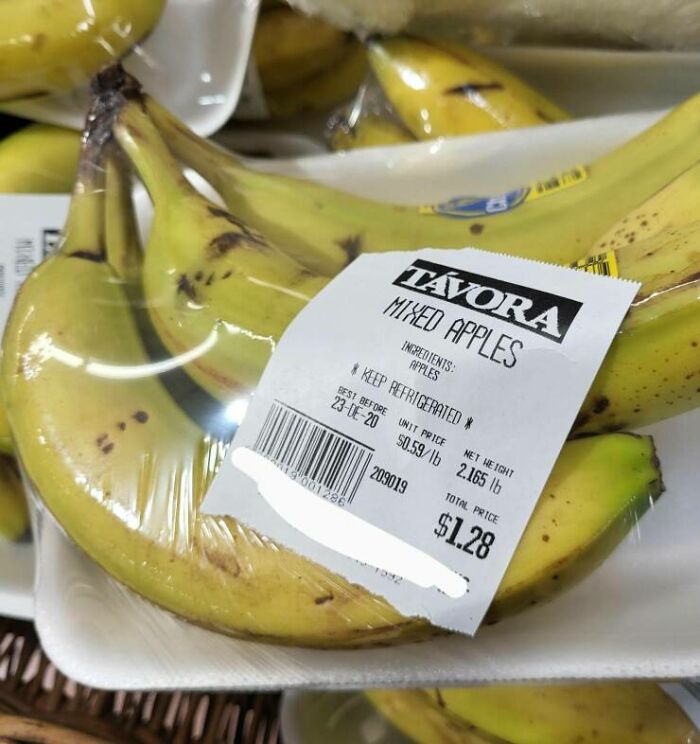 TÁVORA
MIXED APPLES
INGREDIENTS:
APPLES
* KEEP REFRIGERATED *
BEST BEFORE
23-DE-20
UNIT PRICE
$0.59/lb
NET WEIGHT
2.165 lb
209019
TOTAL PRICE
$1.28